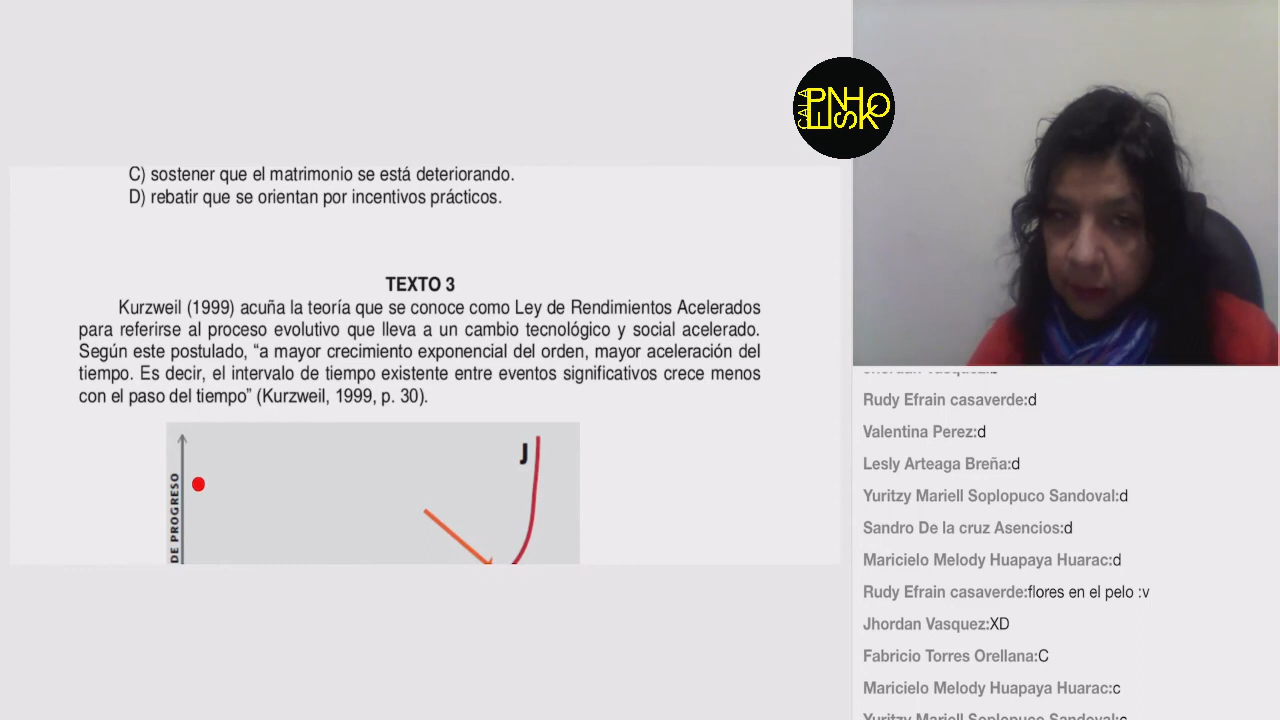 C) sostener que el matrimonio se está deteriorando.
D) rebatir que se orientan por incentivos prácticos.
TEXTO 3
Kurzweil (1999) acuña la teoría que se conoce como Ley de Rendimientos Acelerados
para referirse al proceso evolutivo que lleva a un cambio tecnológico y social acelerado.
Según este postulado, “a mayor crecimiento exponencial del orden, mayor aceleración del
tiempo. Es decir, el intervalo de tiempo existente entre eventos significativos crece menos
con el paso del tiempo” (Kurzweil, 1999, p. 30).
DE PROGRESO
J
Rudy Efrain casaverde:d
Valentina Perez:d
Lesly Arteaga Breña:d
Yuritzy Mariell Soplopuco Sandoval:d
Sandro De la cruz Asencios:d
Maricielo Melody Huapaya Huarac:d
Rudy Efrain casaverde:flores en el pelo :v
Jhordan Vasquez:XD
Fabricio Torres Orellana:C
Maricielo Melody Huapaya Huarac:c
Yuritzy Mariell Soplopuco Sandoval:c